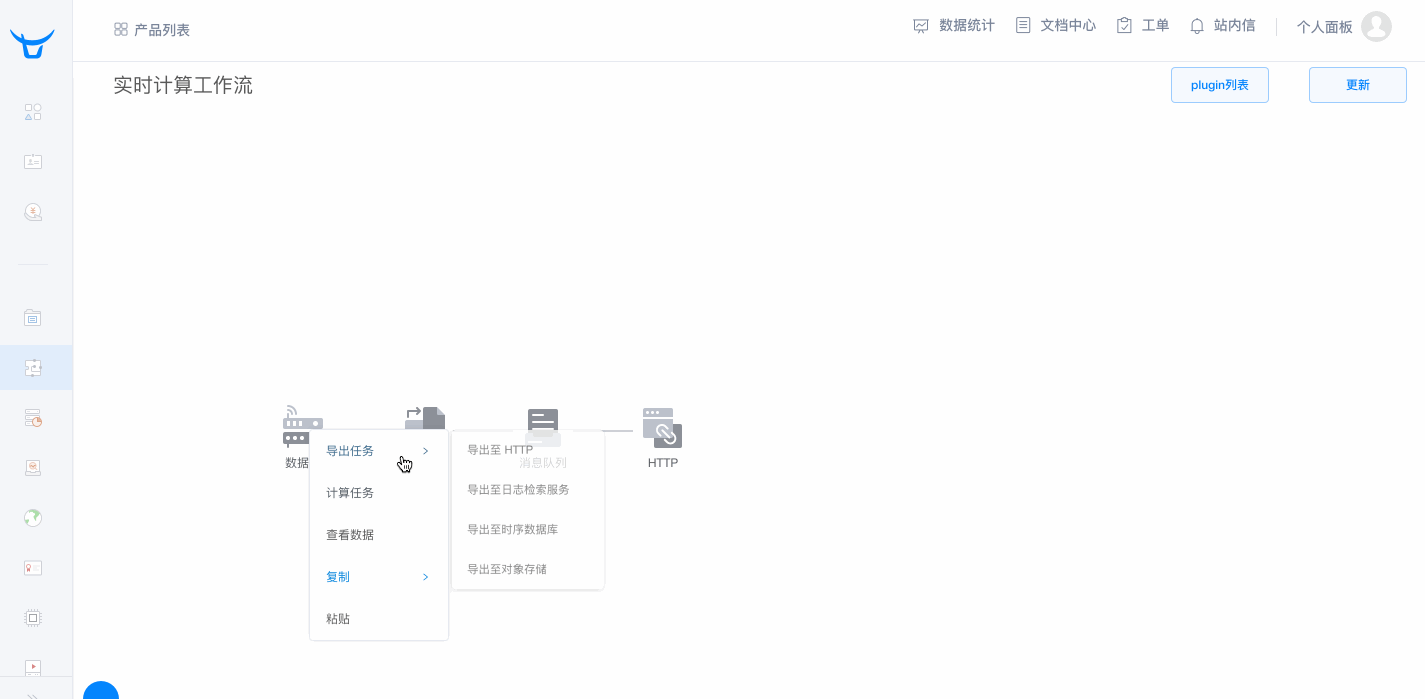 产品列表
数据统计
文档中心
工单
站内信
个人面板
实时计算工作流
plugin列表
更新
数据
消息队列
HTTP
导出任务
计算任务
查看数据
复制
粘贴
导出至 HTTP
导出至日志检索服务
导出至时序数据库
导出至对象存储